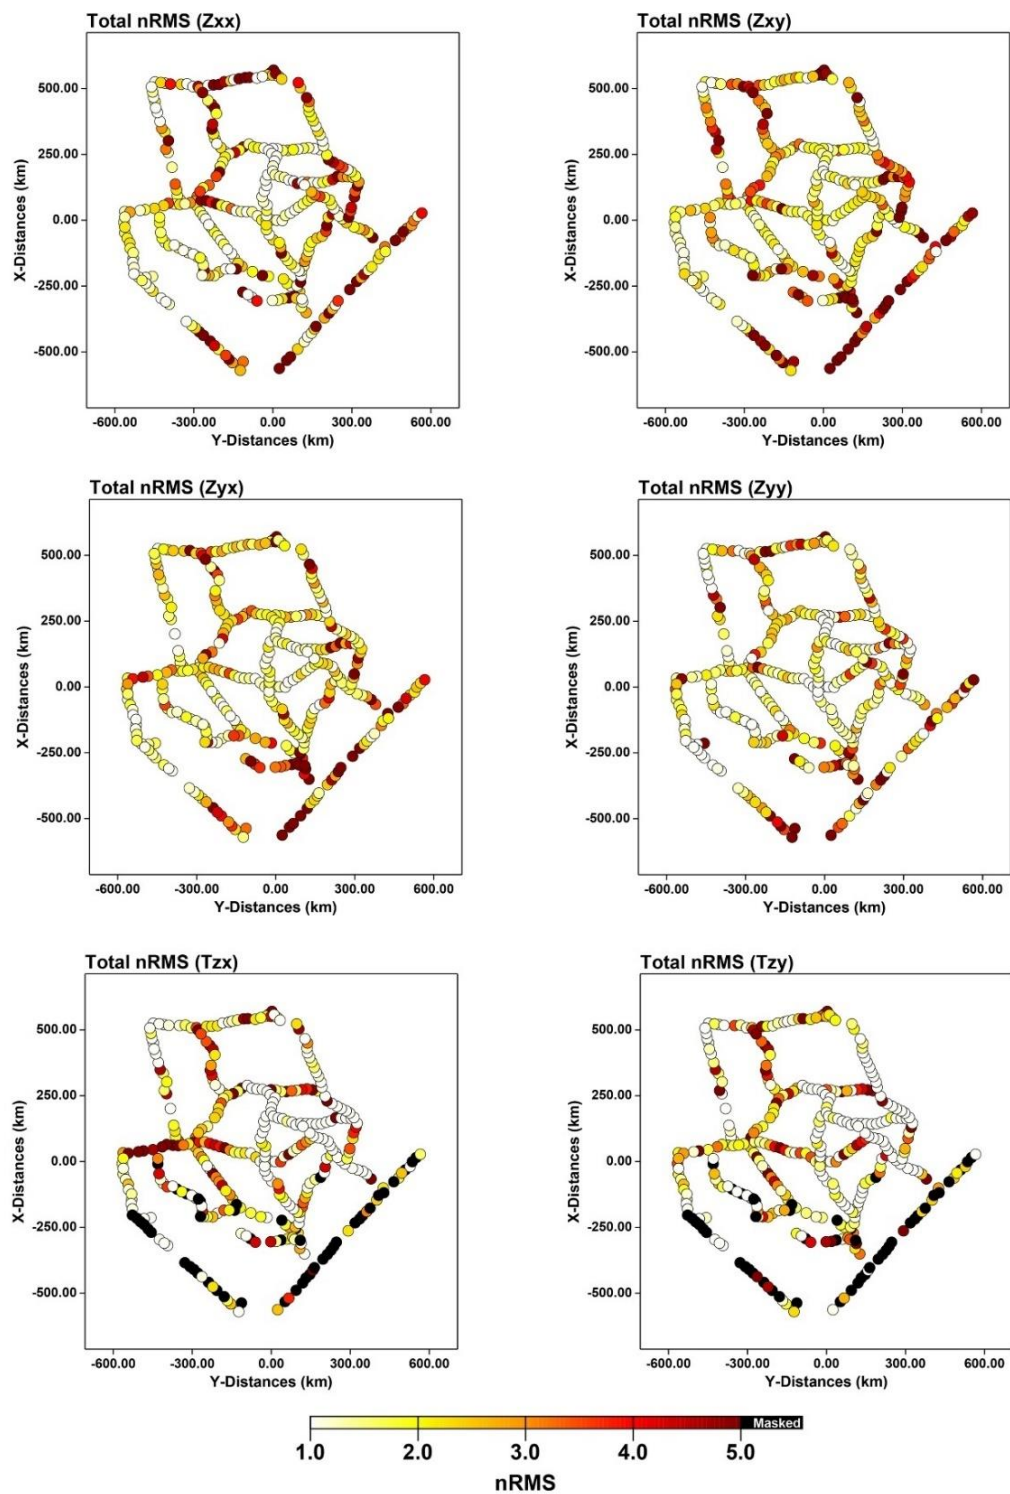 Total nRMS (Zxx)
500.00
250.00
0.00
-250.00
-500.00
X-Distances (km)
-600.00 -300.00 0.00 300.00 600.00
Y-Distances (km)
Total nRMS (Zxy)
500.00
250.00
0.00
-250.00
-500.00
X-Distances (km)
-600.00 -300.00 0.00 300.00 600.00
Y-Distances (km)
Total nRMS (Zyx)
500.00
250.00
0.00
-250.00
-500.00
X-Distances (km)
-600.00 -300.00 0.00 300.00 600.00
Y-Distances (km)
Total nRMS (Zyy)
500.00
250.00
0.00
-250.00
-500.00
X-Distances (km)
-600.00 -300.00 0.00 300.00 600.00
Y-Distances (km)
Total nRMS (Tzx)
500.00
250.00
0.00
-250.00
-500.00
X-Distances (km)
-600.00 -300.00 0.00 300.00 600.00
Y-Distances (km)
Total nRMS (Tzy)
500.00
250.00
0.00
-250.00
-500.00
X-Distances (km)
-600.00 -300.00 0.00 300.00 600.00
Y-Distances (km)
Masked
1.0 2.0 3.0 4.0 5.0
nRMS